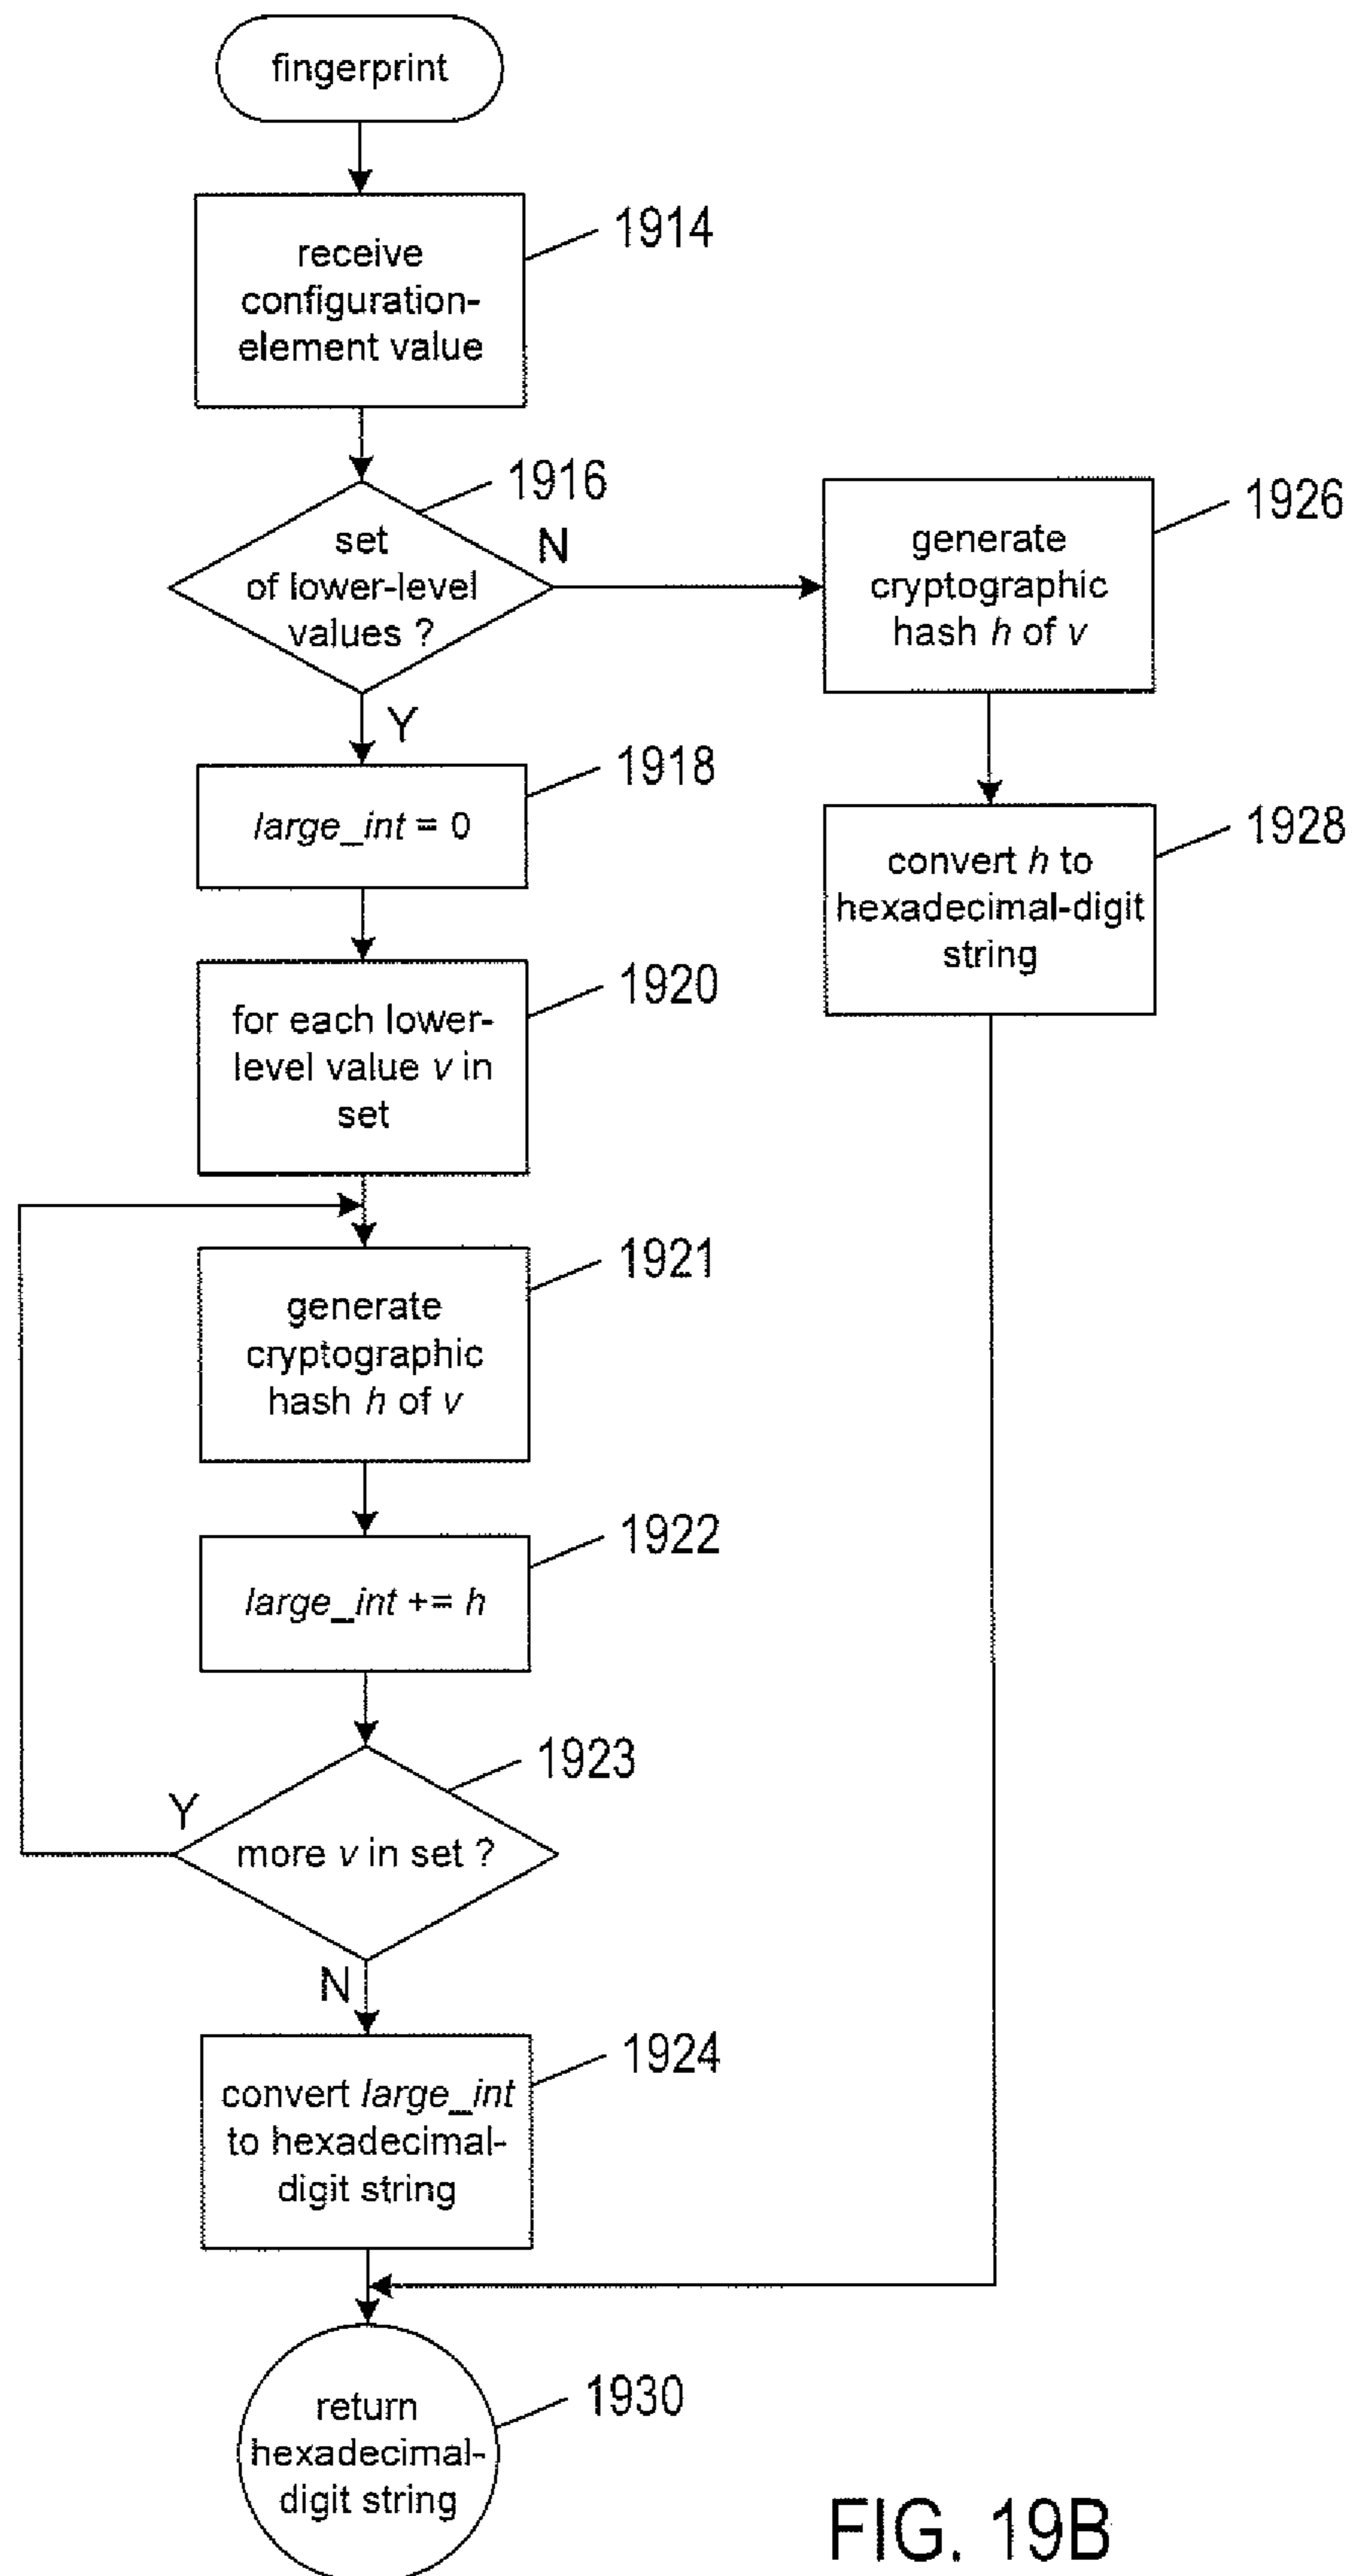 fingerprint
receive
configuration-
element value
1914
set
of lower-level
values ?
1916
N
Y
generate
cryptographic
hash h of v
1926
large_int = 0
1918
convert h to
hexadecimal-digit
string
1928
for each lower-
level value v in
set
1920
generate
cryptographic
hash h of v
1921
large_int += h
1922
more v in set ?
1923
Y
N
convert large_int
to hexadecimal-
digit string
1924
return
hexadecimal-
digit string
1930
FIG. 19B